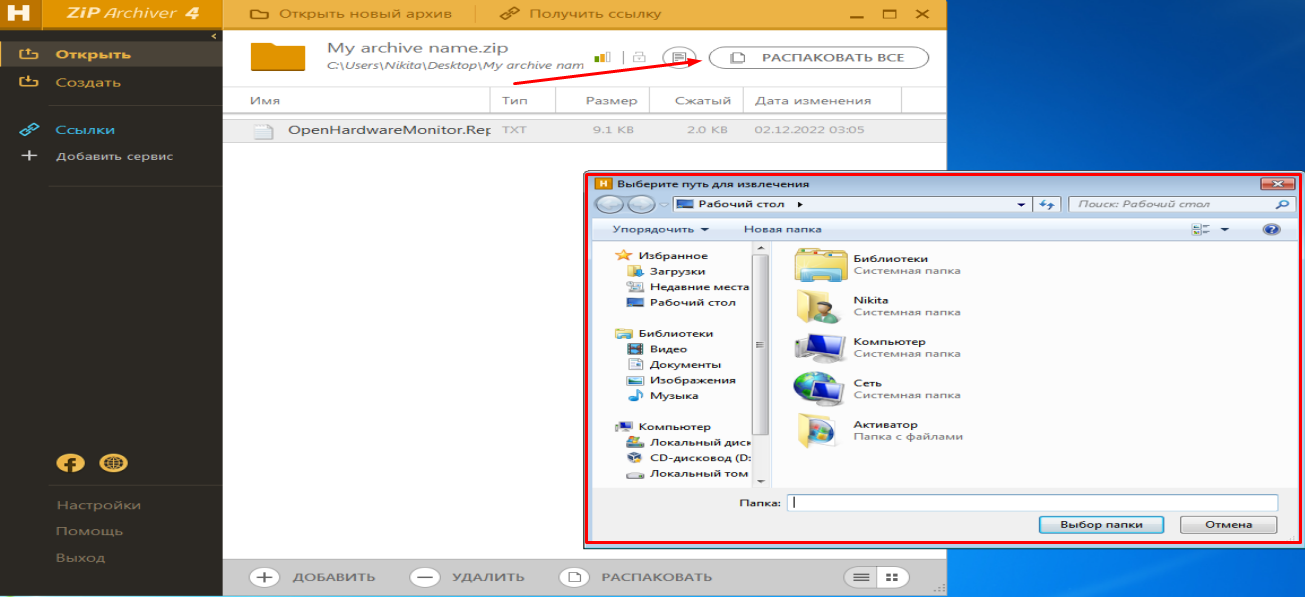 H ZiP Archiver 4
Открыть новый архив
Получить ссылку
Открыть
Создать
Ссылки
Добавить сервис
Настройки
Помощь
Выход
My archive name.zip
C:\Users\Nikita\Desktop\My archive nam
РАСПАКОВАТЬ ВСЕ
Имя Тип Размер Сжатый Дата изменения
OpenHardwareMonitor.Rep TXT 9.1 KB 2.0 KB 02.12.2022 03:05
H Выберите путь для извлечения
Рабочий стол
Поиск: Рабочий стол
Упорядочить Новая папка
Избранное
Загрузки
Недавние места
Рабочий стол
Библиотеки
Видео
Документы
Изображения
Музыка
Компьютер
Локальный диск
CD-дисковод (D:
Локальный том
Библиотеки
Системная папка
Nikita
Системная папка
Компьютер
Системная папка
Сеть
Системная папка
Активатор
Папка с файлами
Папка:
Выбор папки Отмена
ДОБАВИТЬ УДАЛИТЬ РАСПАКОВАТЬ